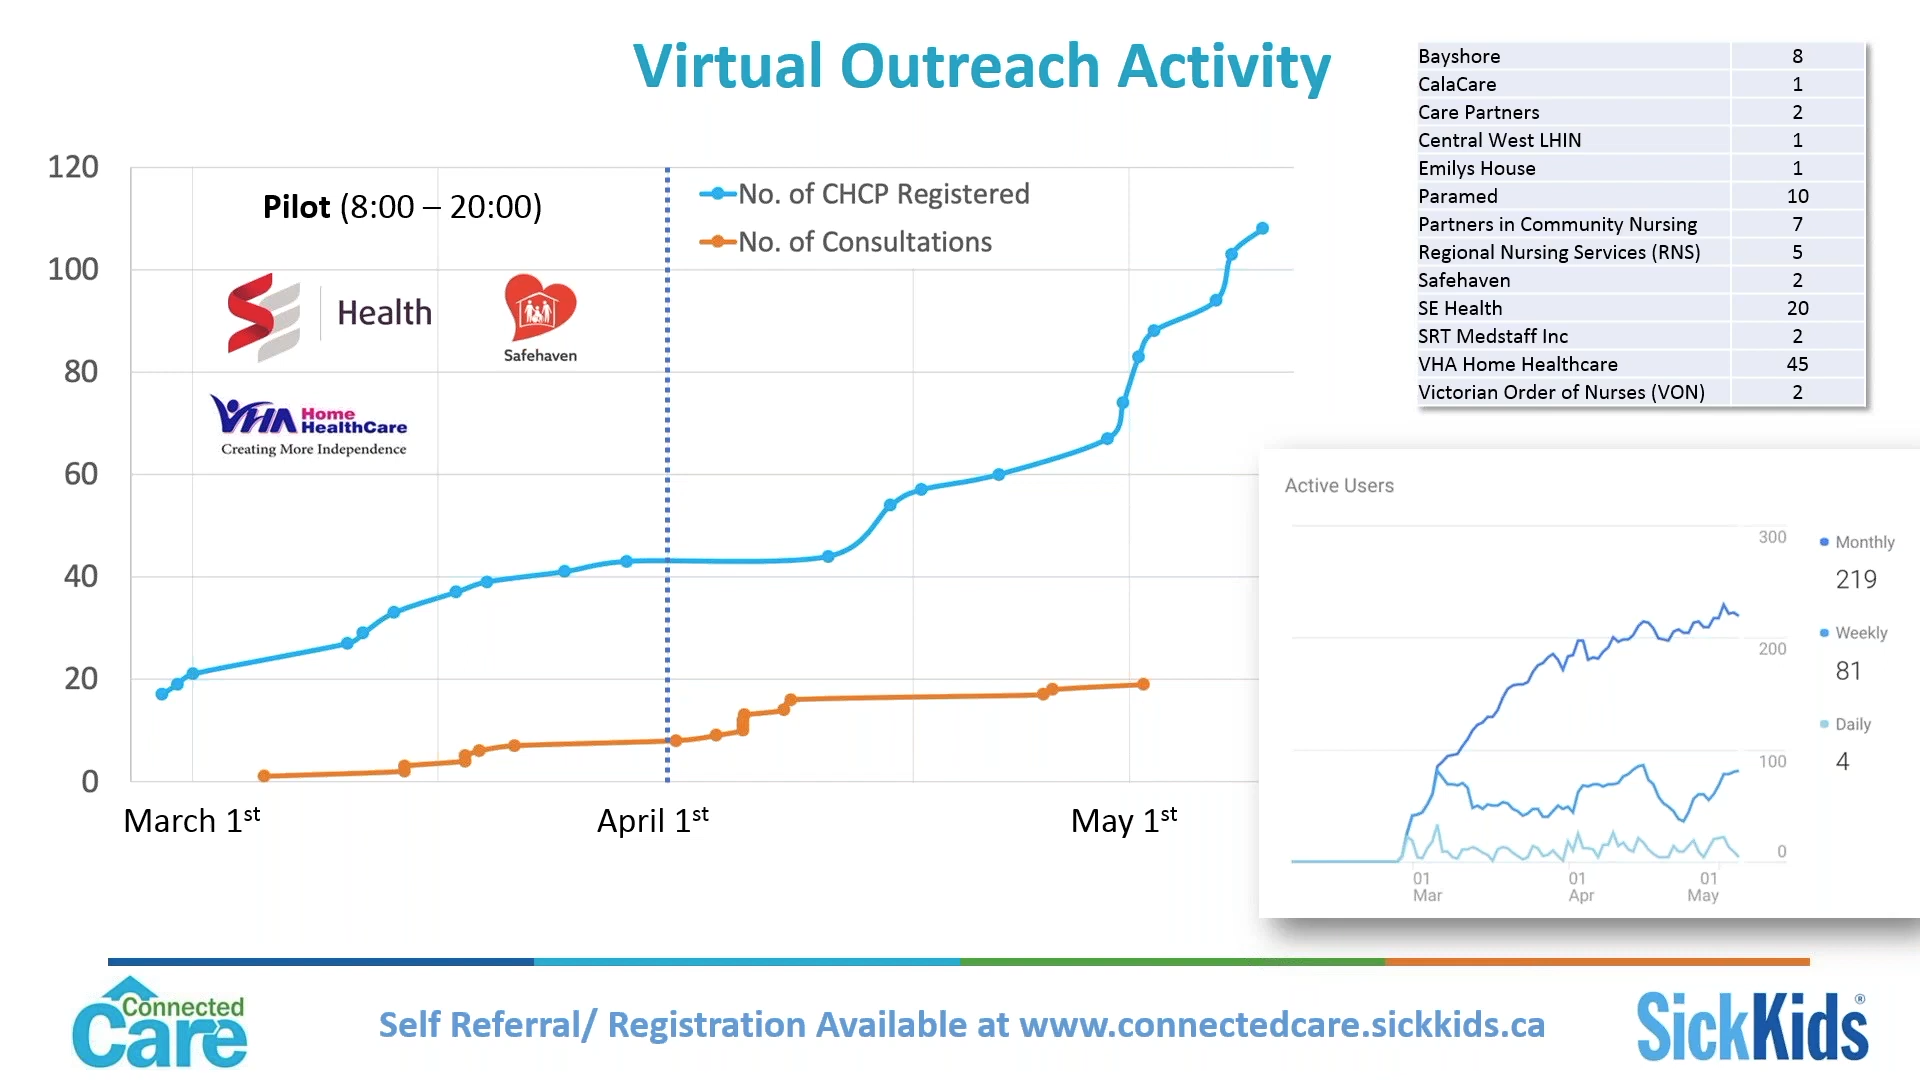 Virtual Outreach Activity
Bayshore 8
CalaCare 1
Care Partners 2
Central West LHIN 1
Emilys House 1
Paramed 10
Partners in Community Nursing 7
Regional Nursing Services (RNS) 5
Safehaven 2
SE Health 20
SRT Medstaff Inc 2
VHA Home Healthcare 45
Victorian Order of Nurses (VON) 2
120
100
80
60
40
20
0
Pilot (8:00 – 20:00)
No. of CHCP Registered
No. of Consultations
Health
Safehaven
VHA Home
HealthCare
Creating More Independence
March 1st
April 1st
May 1st
Active Users
300
200
100
0
01
Mar
01
Apr
01
May
Monthly
219
Weekly
81
Daily
4
Connected
Care
Self Referral/ Registration Available at www.connectedcare.sickkids.ca
SickKids®